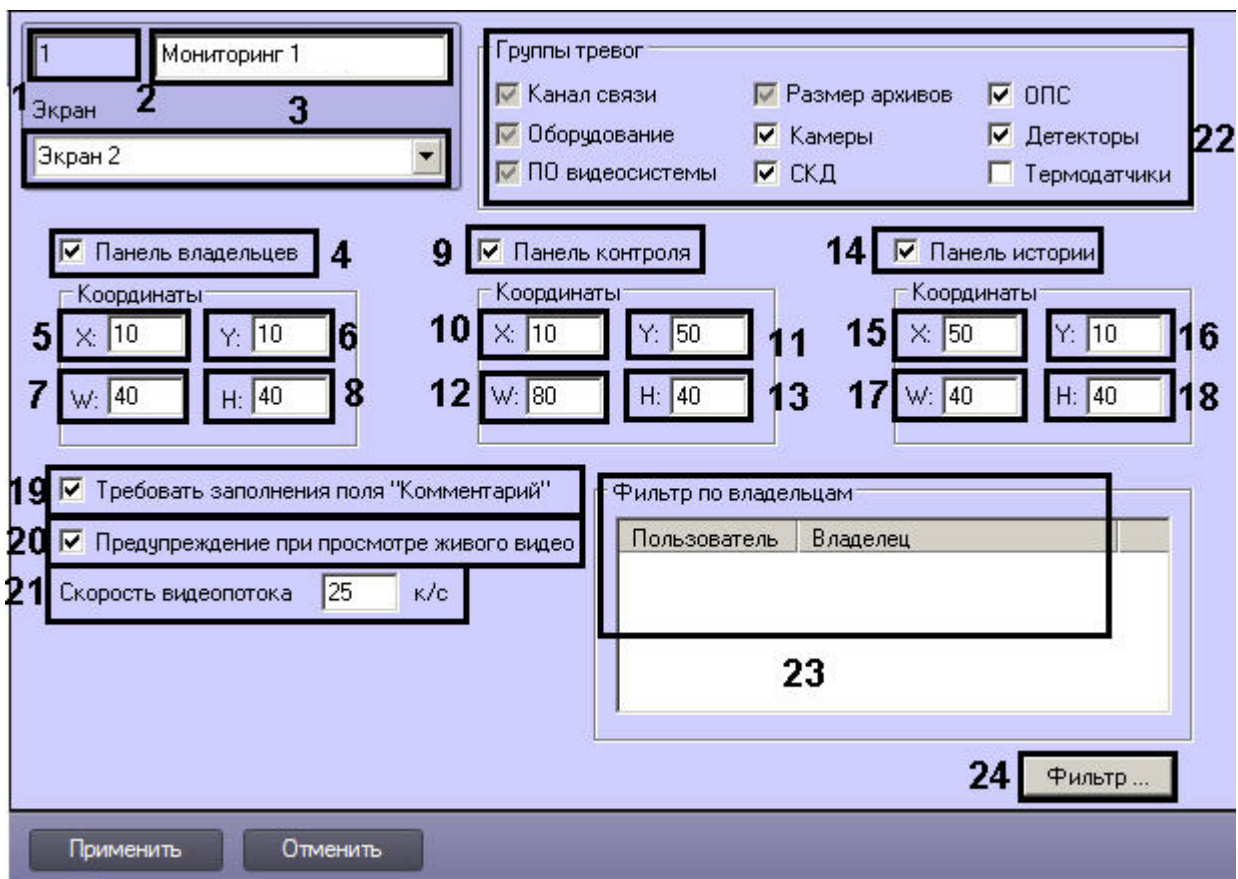 1 Мониторинг 1
1 2
Экран 3
Экран 2
Группы тревог
Канал связи Размер архивов ОПС
Оборудование Камеры Детекторы 22
ПО видеосистемы СКД Термодатчики
Панель владельцев 4 9 Панель контроля 14 Панель истории
Координаты Координаты Координаты
5 X: 10 Y: 10 6 10 X: 10 Y: 50 11 15 X: 50 Y: 10 16
7 W: 40 H: 40 8 12 W: 80 H: 40 13 17 W: 40 H: 40 18
19 Требовать заполнения поля "Комментарий"
20 Предупреждение при просмотре живого видео
21 Скорость видеопотока 25 к/с
Фильтр по владельцам
Пользователь Владелец
23
24 Фильтр ...
Применить Отменить